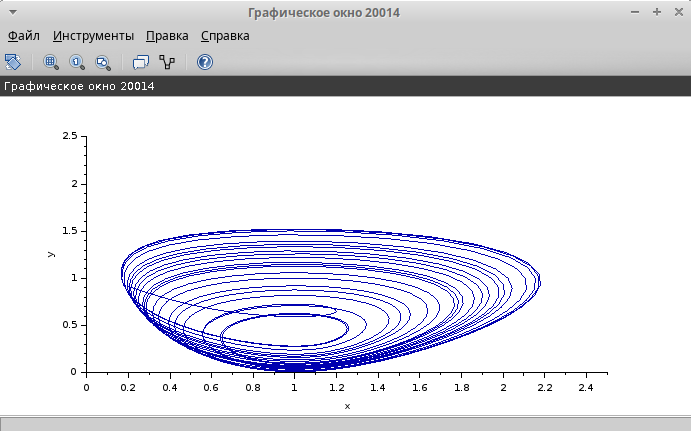 Графическое окно 20014
Файл Инструменты Правка Справка
Графическое окно 20014
2.5
2
1.5
y
1
0.5
0
0 0.2 0.4 0.6 0.8 1 1.2 1.4 1.6 1.8 2 2.2 2.4
x